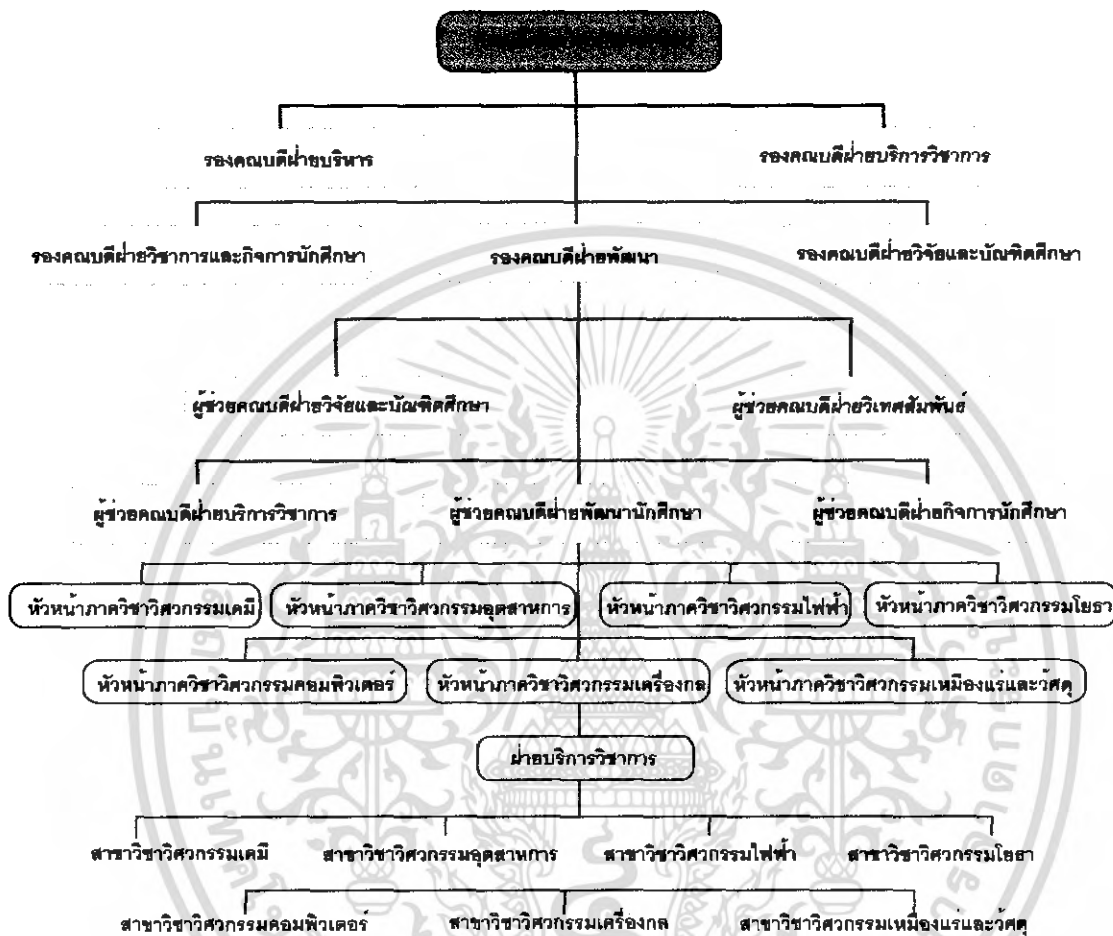 รองคณบดีฝ่ายบริหาร
รองคณบดีฝ่ายบริการวิชาการ
รองคณบดีฝ่ายวิชาการและกิจการนักศึกษา
รองคณบดีฝ่ายพัฒนา
รองคณบดีฝ่ายวิจัยและบัณฑิตศึกษา
ผู้ช่วยคณบดีฝ่ายวิจัยและบัณฑิตศึกษา
ผู้ช่วยคณบดีฝ่ายวิเทศสัมพันธ์
ผู้ช่วยคณบดีฝ่ายบริการวิชาการ
ผู้ช่วยคณบดีฝ่ายพัฒนานักศึกษา
ผู้ช่วยคณบดีฝ่ายกิจการนักศึกษา
หัวหน้าภาควิชาวิศวกรรมเคมี
หัวหน้าภาควิชาวิศวกรรมอุตสาหการ
หัวหน้าภาควิชาวิศวกรรมไฟฟ้า
หัวหน้าภาควิชาวิศวกรรมโยธา
หัวหน้าภาควิชาวิศวกรรมคอมพิวเตอร์
หัวหน้าภาควิชาวิศวกรรมเครื่องกล
หัวหน้าภาควิชาวิศวกรรมเหมืองแร่และวัศดุ
ฝ่ายบริการวิชาการ
สาขาวิชาวิศวกรรมเคมี
สาขาวิชาวิศวกรรมอุตสาหการ
สาขาวิชาวิศวกรรมไฟฟ้า
สาขาวิชาวิศวกรรมโยธา
สาขาวิชาวิศวกรรมคอมพิวเตอร์
สาขาวิชาวิศวกรรมเครื่องกล
สาขาวิชาวิศวกรรมเหมืองแร่และวัศดุ